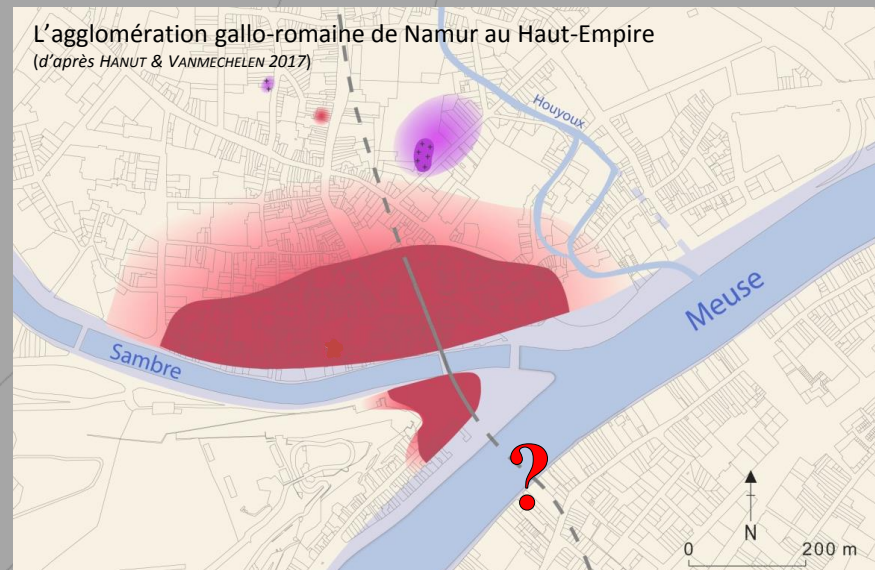 L’agglomération gallo-romaine de Namur au Haut-Empire
(d’après HANUT & VANMECHELEN 2017)
Houyoux
Meuse
Sambre
?
N
0 200 m